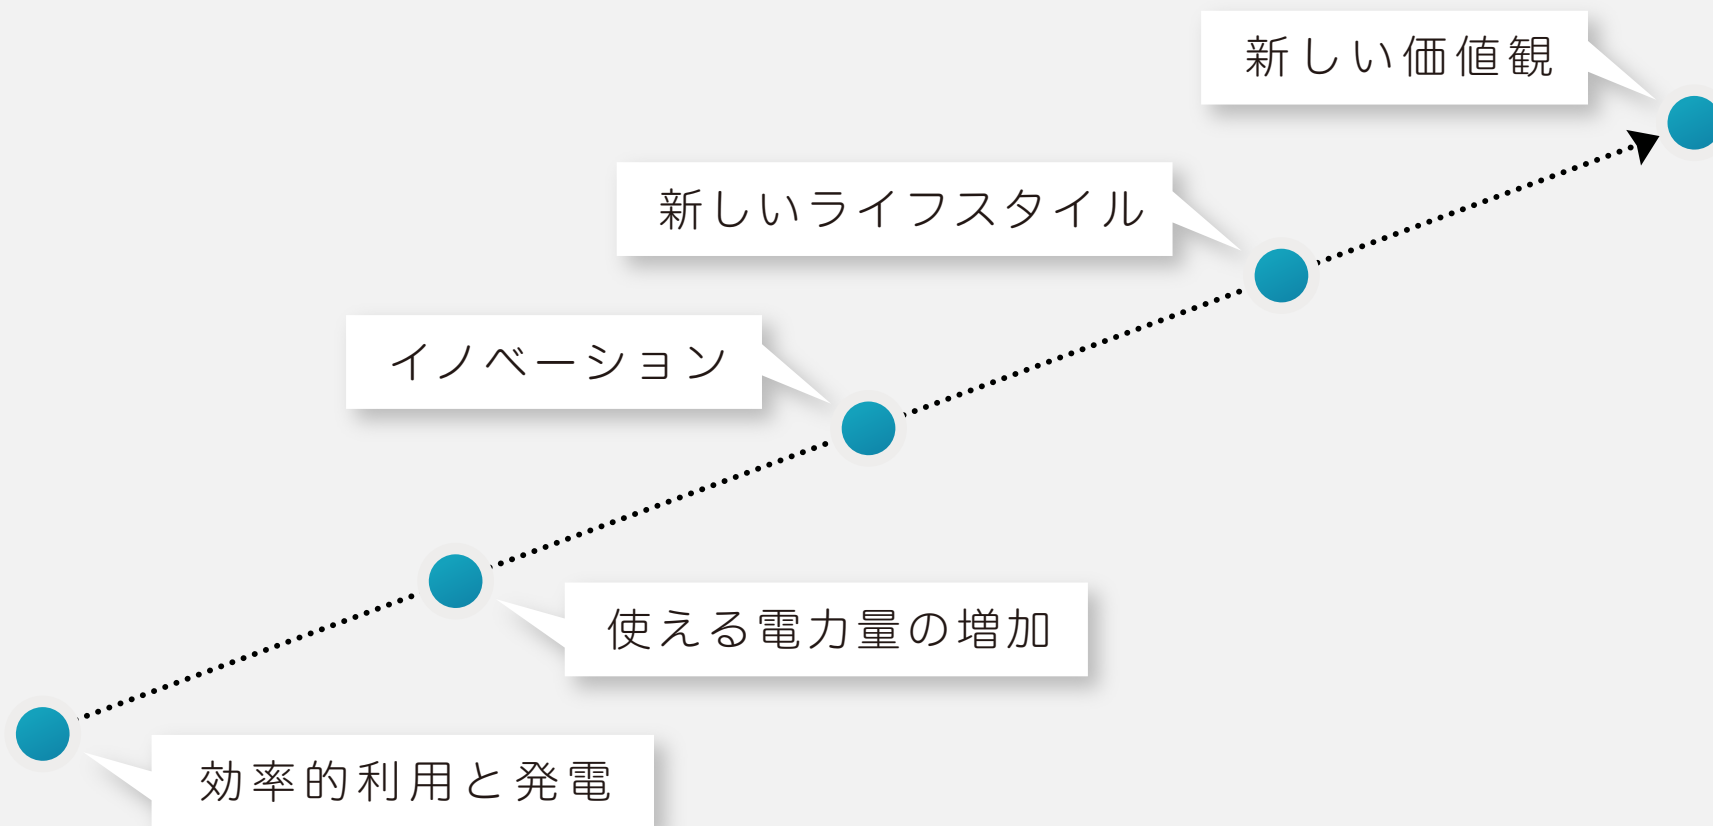 新しい価値観
新しいライフスタイル
イノベーション
使える電力量の増加
効率的利用と発電